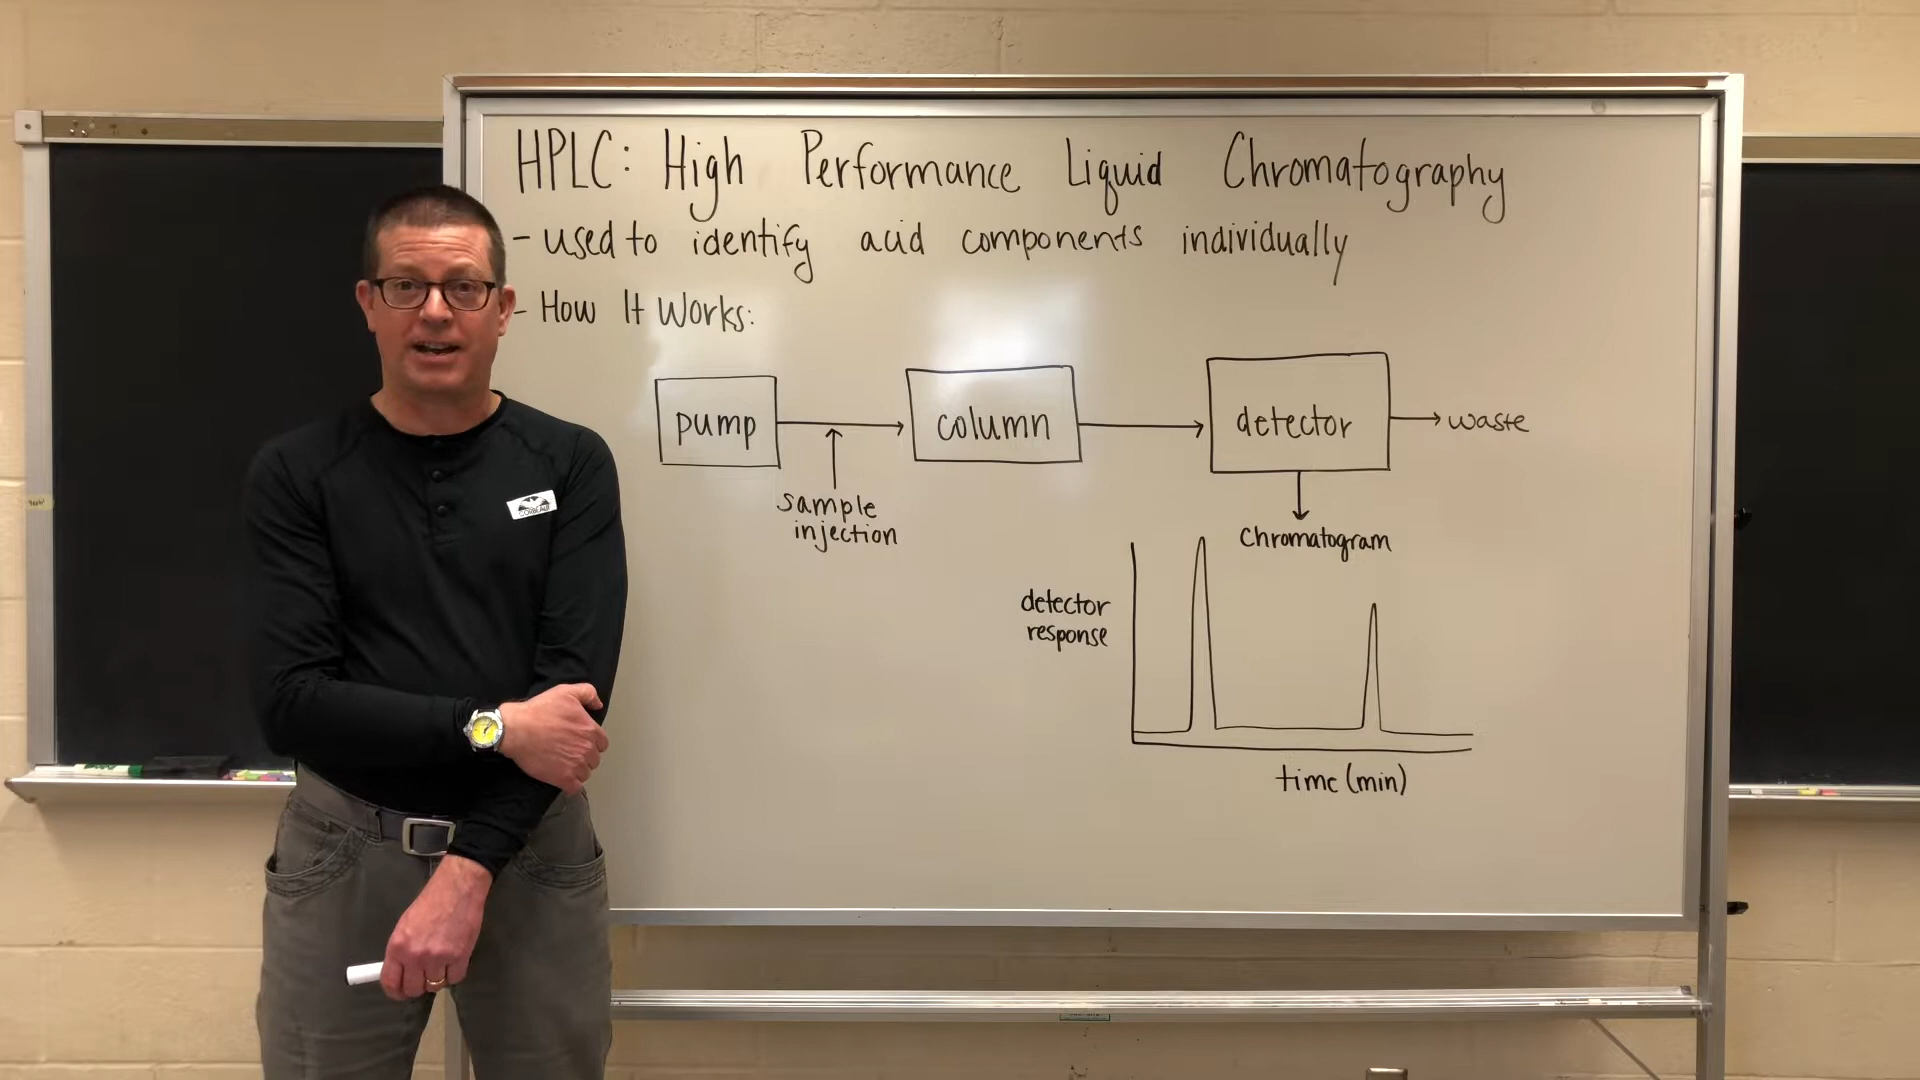 HPLC: High Performance Liquid Chromatography
- used to identify acid components individually
- How It Works:
pump
column
detector
waste
sample
injection
Chromatogram
detector
response
time (min)